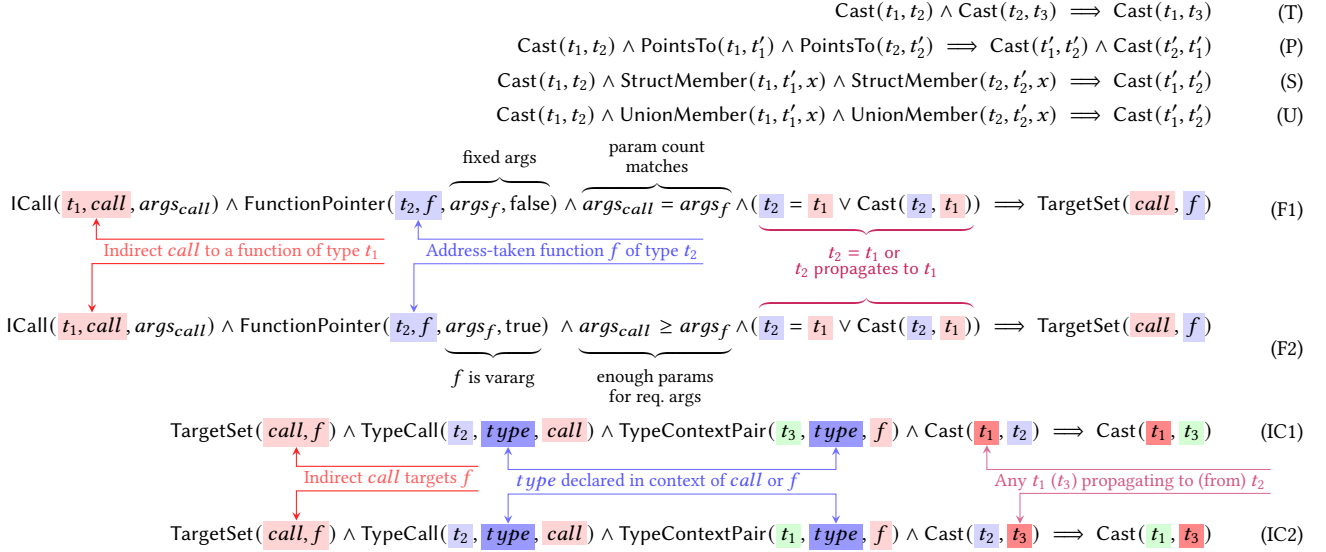 Cast(t₁, t₂) ∧ Cast(t₂, t₃) ⟹ Cast(t₁, t₃) (T)
Cast(t₁, t₂) ∧ PointsTo(t₁, t′₁) ∧ PointsTo(t₂, t′₂) ⟹ Cast(t′₁, t′₂) ∧ Cast(t′₂, t′₁) (P)
Cast(t₁, t₂) ∧ StructMember(t₁, t′₁, x) ∧ StructMember(t₂, t′₂, x) ⟹ Cast(t′₁, t′₂) (S)
Cast(t₁, t₂) ∧ UnionMember(t₁, t′₁, x) ∧ UnionMember(t₂, t′₂, x) ⟹ Cast(t′₁, t′₂) (U)
fixed args
param count
matches
ICall(t₁, call, args_call) ∧ FunctionPointer(t₂, f, args_f, false) ∧ args_call = args_f ∧ (t₂ = t₁ ∨ Cast(t₂, t₁)) ⟹ TargetSet(call, f) (F1)
Indirect call to a function of type t₁
Address-taken function f of type t₂
t₂ = t₁ or
t₂ propagates to t₁
ICall(t₁, call, args_call) ∧ FunctionPointer(t₂, f, args_f, true) ∧ args_call ≥ args_f ∧ (t₂ = t₁ ∨ Cast(t₂, t₁)) ⟹ TargetSet(call, f) (F2)
f is vararg
enough params
for req. args
TargetSet(call, f) ∧ TypeCall(t₂, type, call) ∧ TypeContextPair(t₃, type, f) ∧ Cast(t₁, t₂) ⟹ Cast(t₁, t₃) (IC1)
Indirect call targets f
type declared in context of call or f
Any t₁ (t₃) propagating to (from) t₂
TargetSet(call, f) ∧ TypeCall(t₂, type, call) ∧ TypeContextPair(t₁, type, f) ∧ Cast(t₂, t₃) ⟹ Cast(t₁, t₃) (IC2)